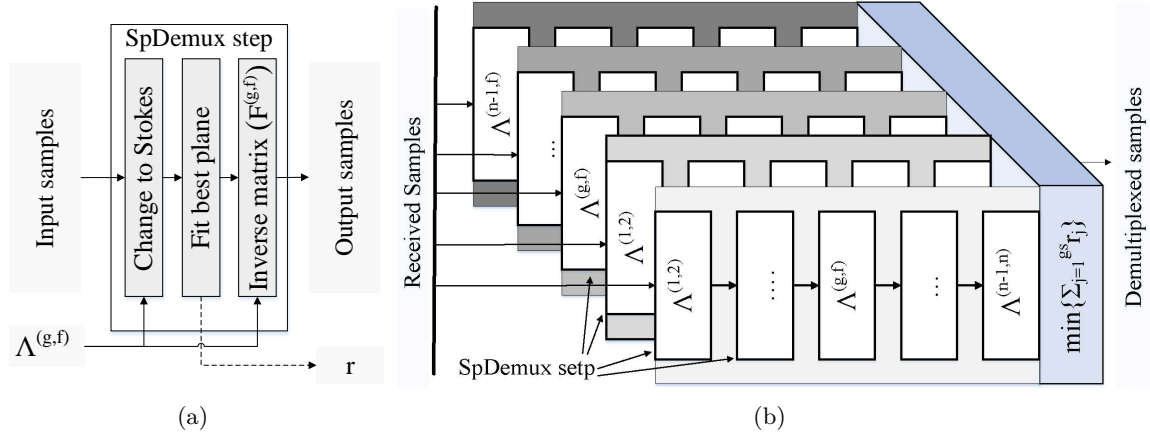 SpDemux step
Input samples
Change to Stokes
Fit best plane
Inverse matrix (F^(g,f))
Output samples
Λ^(g,f)
r
(a)
Received Samples
Λ^(n-1,f)
...
Λ^(g,f)
Λ^(1,2)
Λ^(1,2)
....
Λ^(g,f)
...
Λ^(n-1,n)
SpDemux setp
min{Σ_j=1^gs r_j}
Demultiplexed samples
(b)